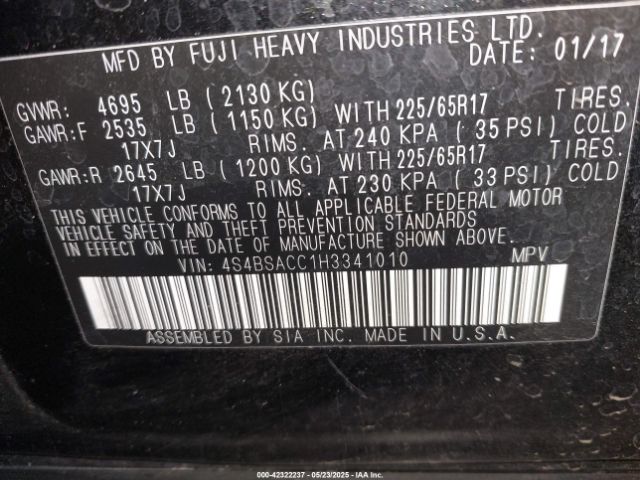 MFD BY FUJI HEAVY INDUSTRIES LTD.
DATE: 01/17
GVWR: 4695 LB (2130 KG)
GAWR:F 2535 LB (1150 KG) WITH 225/65R17 TIRES.
17X7J RIMS. AT 240 KPA (35 PSI) COLD
GAWR:R 2645 LB (1200 KG) WITH 225/65R17 TIRES.
17X7J RIMS. AT 230 KPA (33 PSI) COLD
THIS VEHICLE CONFORMS TO ALL APPLICABLE FEDERAL MOTOR
VEHICLE SAFETY AND THEFT PREVENTION STANDARDS
IN EFFECT ON THE DATE OF MANUFACTURE SHOWN ABOVE.
VIN: 4S4BSACC1H3341010 MPV
ASSEMBLED BY SIA INC. MADE IN U.S.A.
000-42322237 - 05/23/2025 - IAA Inc.